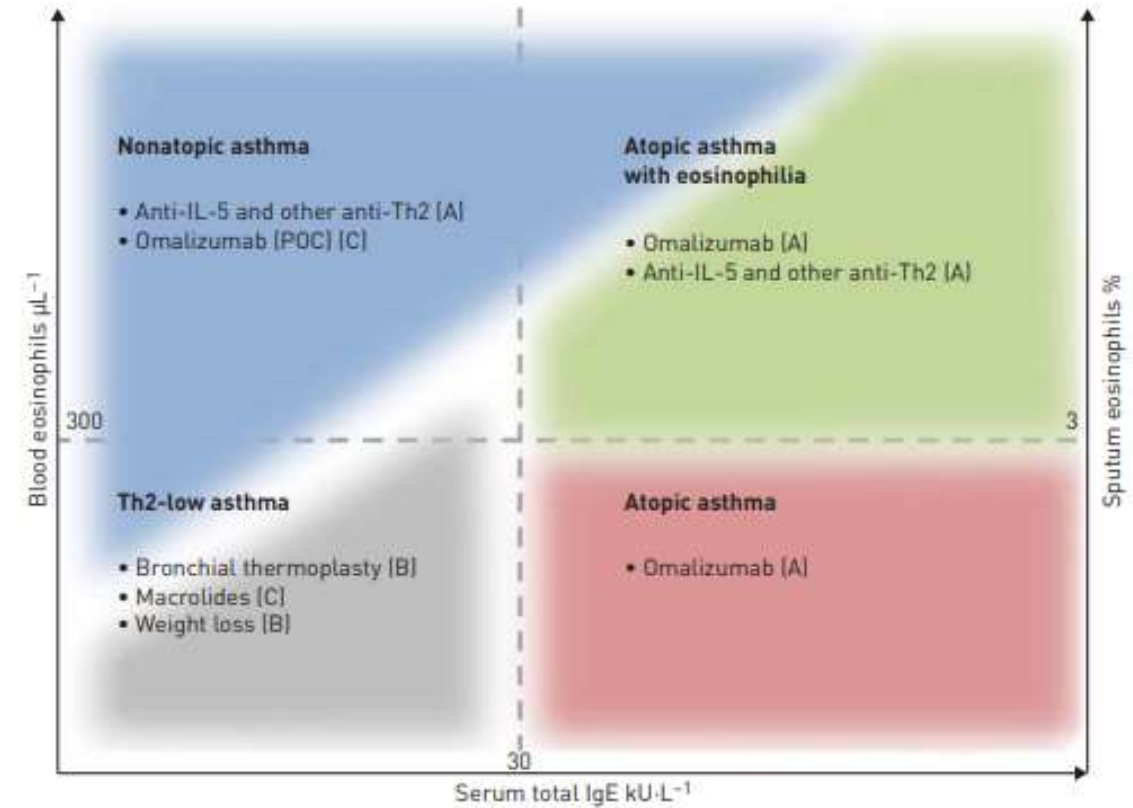 Nonatopic asthma
• Anti-IL-5 and other anti-Th2 (A)
• Omalizumab (POC) (C)
Atopic asthma
with eosinophilia
• Omalizumab (A)
• Anti-IL-5 and other anti-Th2 (A)
Blood eosinophils µL⁻¹
Sputum eosinophils %
300
3
Th2-low asthma
• Bronchial thermoplasty (B)
• Macrolides (C)
• Weight loss (B)
Atopic asthma
• Omalizumab (A)
30
Serum total IgE kU·L⁻¹